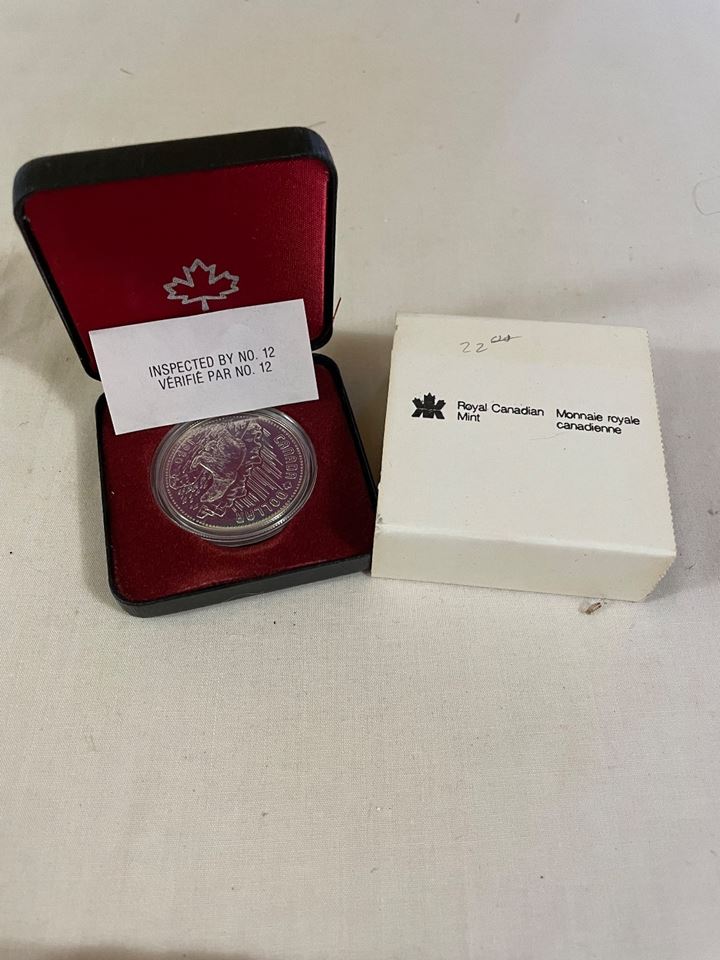 INSPECTED BY NO. 12
VÉRIFIÉ PAR NO. 12
CANADA
DOLLAR
22
Royal Canadian
Mint
Monnaie royale
canadienne